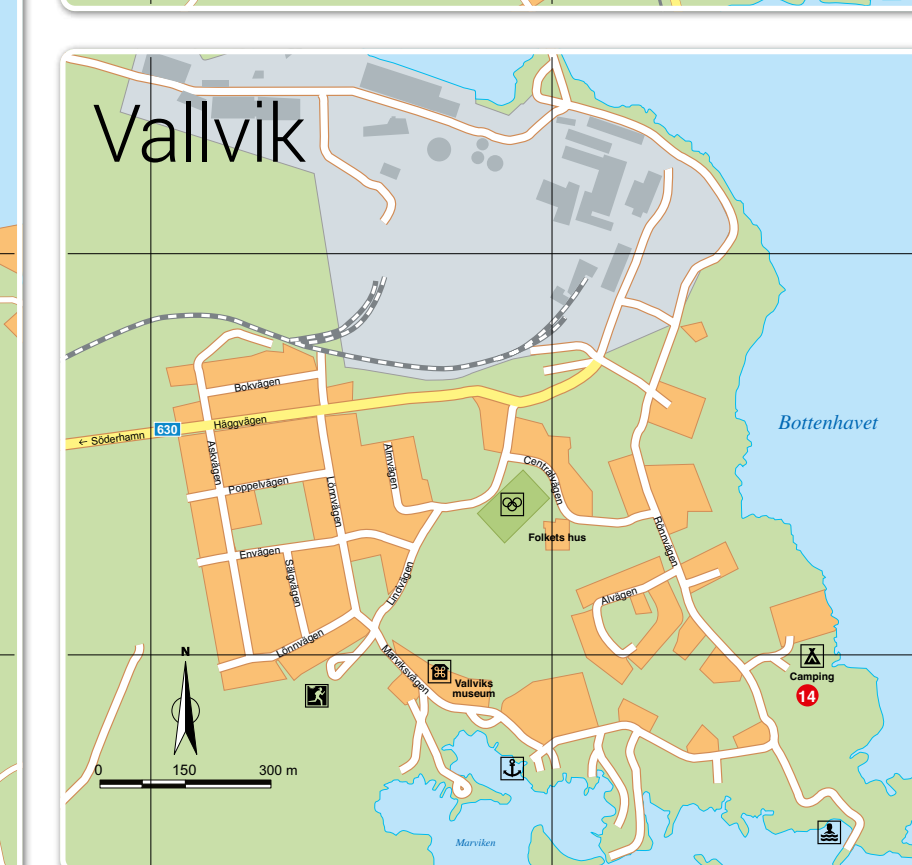 Vallvik
Bokvägen
Häggvägen
630
← Söderhamn
Askvägen
Almvägen
Poppelvägen
Lönnvägen
Centralvägen
Bottenhavet
Folkets hus
Rönnvägen
Envägen
Sälgvägen
Lindvägen
Alvägen
Lönnvägen
Marviksvägen
N
Vallviks
museum
Camping
14
0 150 300 m
Marviken